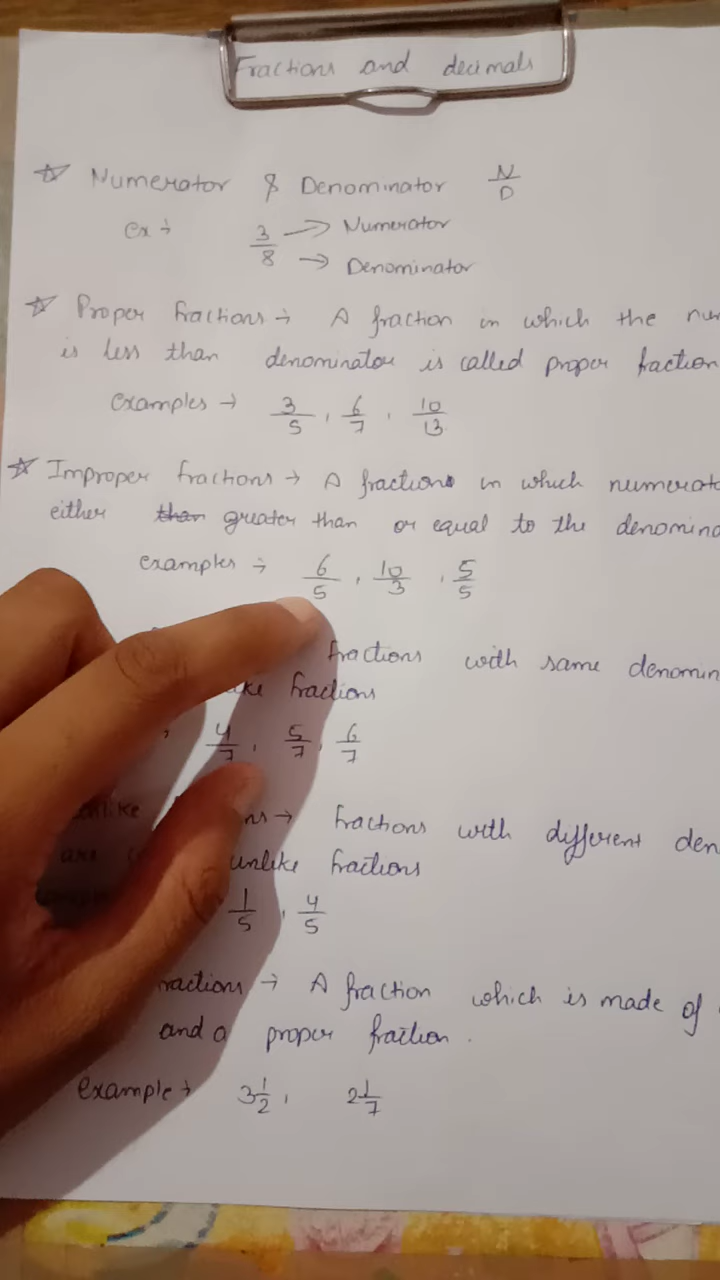 Fractions and decimals
☆ Numerator & Denominator N/D
ex → 3/8 → Numerator
→ Denominator
☆ Proper fractions → A fraction in which the
is less than denominator is called proper fraction
examples → 3/5, 6/7, 10/13
☆ Improper fractions → A fractions in which
either than greater than or equal to the
examples → 6/5, 10/3, 5/5
fractions with same
fractions
4/7, 5/7, 6/7
→ fractions with different
are unlike fractions
1/5, 4/5
→ A fraction which is made of
and a proper fraction.
example → 3 1/2, 2 1/7